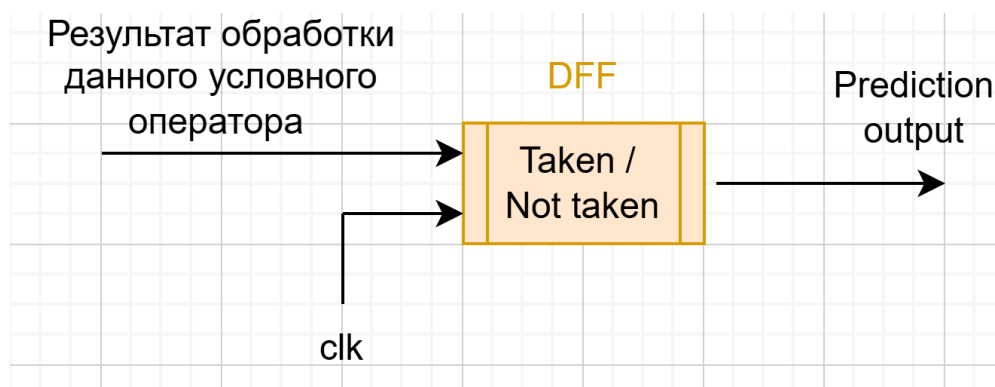 Результат обработки
данного условного
оператора
DFF
Prediction
output
Taken /
Not taken
clk